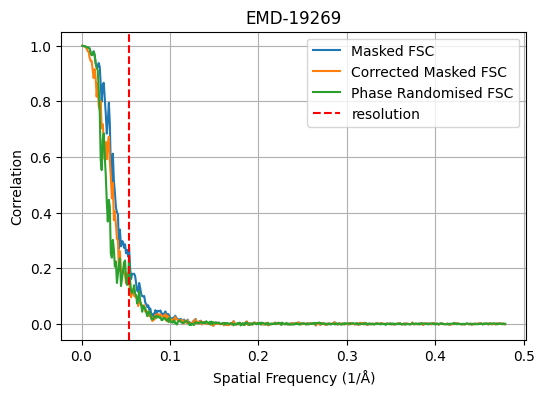 EMD-19269
1.0
0.8
0.6
0.4
0.2
0.0
Correlation
Masked FSC
Corrected Masked FSC
Phase Randomised FSC
resolution
0.0 0.1 0.2 0.3 0.4 0.5
Spatial Frequency (1/Å)